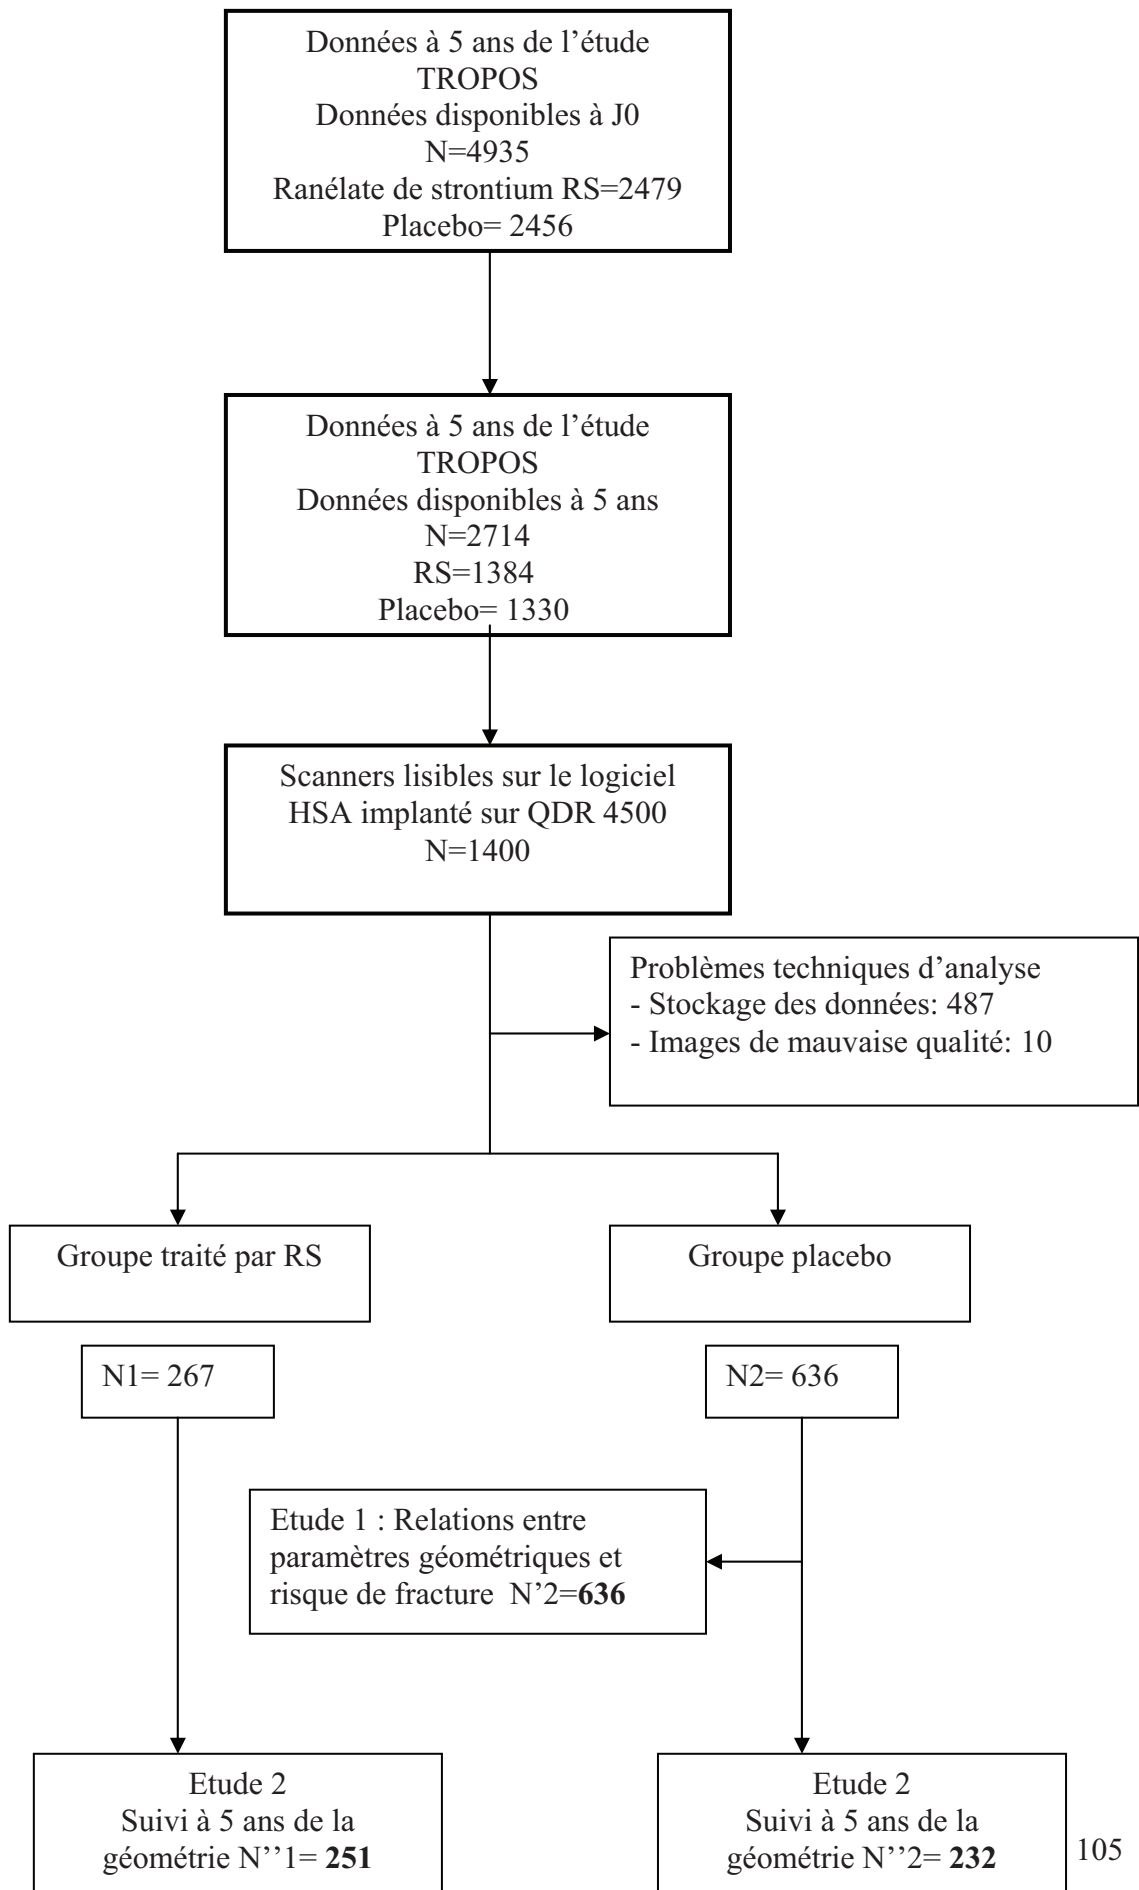 Données à 5 ans de l’étude
TROPOS
Données disponibles à J0
N=4935
Ranélate de strontium RS=2479
Placebo= 2456
Données à 5 ans de l’étude
TROPOS
Données disponibles à 5 ans
N=2714
RS=1384
Placebo= 1330
Scanners lisibles sur le logiciel
HSA implanté sur QDR 4500
N=1400
Problèmes techniques d’analyse
- Stockage des données: 487
- Images de mauvaise qualité: 10
Groupe traité par RS
Groupe placebo
N1= 267
N2= 636
Etude 1 : Relations entre
paramètres géométriques et
risque de fracture N’2=636
Etude 2
Suivi à 5 ans de la
géométrie N’’1= 251
Etude 2
Suivi à 5 ans de la
géométrie N’’2= 232
105